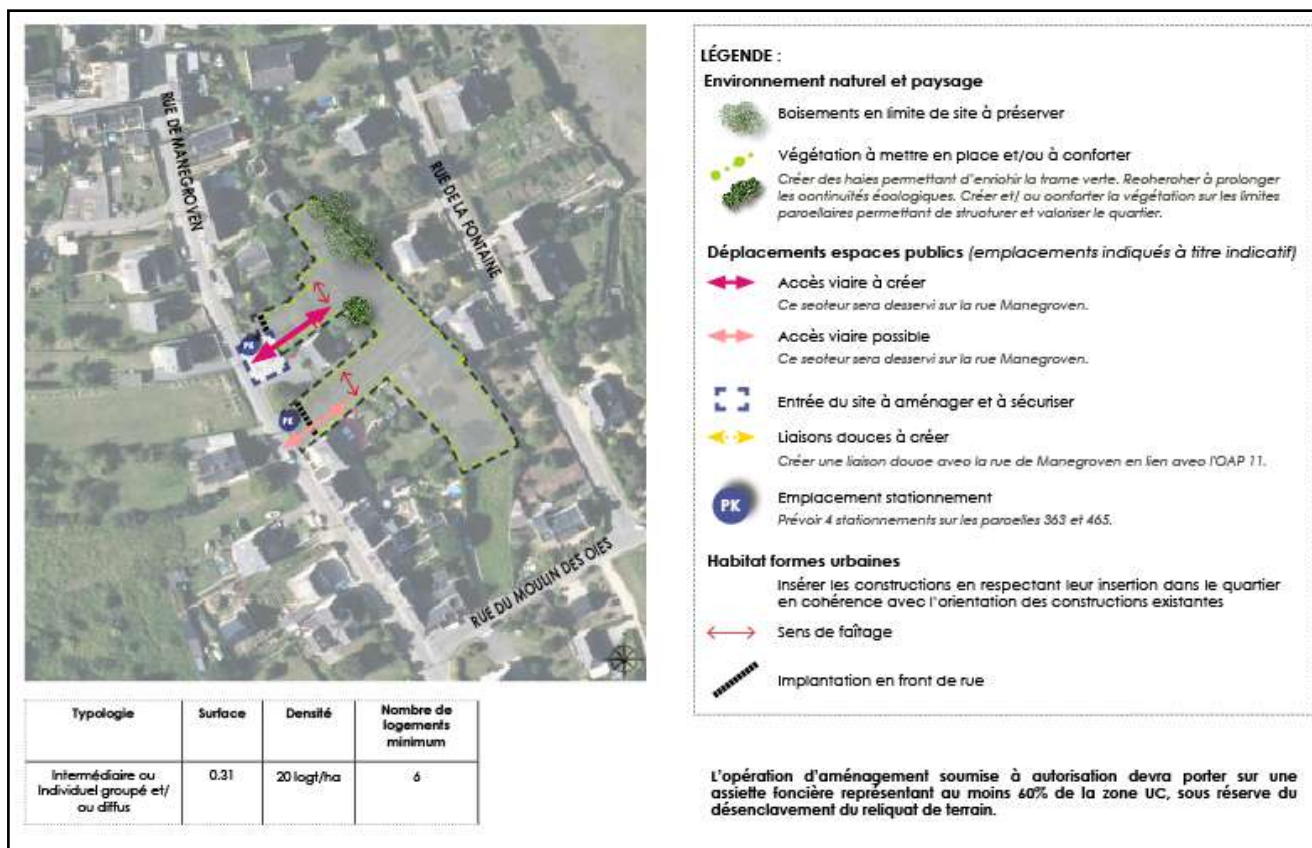 RUE DE MANEGROVEN
RUE DE LA FONTAINE
PK
PK
RUE DU MOULIN DES OIES
Typologie Surface Densité Nombre de
logements
minimum
Intermédiaire ou
Individuel groupé et/
ou diffus
0.31 20 logt/ha 6
LÉGENDE :
Environnement naturel et paysage
Boisements en limite de site à préserver
Végétation à mettre en place et/ou à conforter
Créer des haies permettant d'enrichir la trame verte. Rechercher à prolonger
les continuités écologiques. Créer et/ ou conforter la végétation sur les limites
parcellaires permettant de structurer et valoriser le quartier.
Déplacements espaces publics (emplacements indiqués à titre indicatif)
Accès viaire à créer
Ce secteur sera desservi sur la rue Manegroven.
Accès viaire possible
Ce secteur sera desservi sur la rue Manegroven.
Entrée du site à aménager et à sécuriser
Liaisons douces à créer
Créer une liaison douce avec la rue de Manegroven en lien avec l'OAP 11.
PK
Emplacement stationnement
Prévoir 4 stationnements sur les parcelles 363 et 465.
Habitat formes urbaines
Insérer les constructions en respectant leur insertion dans le quartier
en cohérence avec l'orientation des constructions existantes
Sens de faîtage
Implantation en front de rue
L'opération d'aménagement soumise à autorisation devra porter sur une
assiette foncière représentant au moins 60% de la zone UC, sous réserve du
désenclavement du reliquat de terrain.